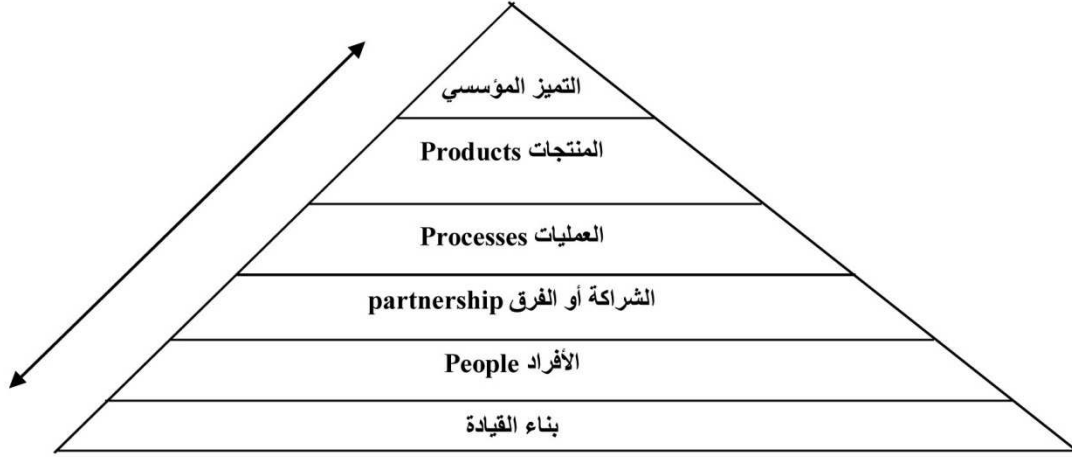 التميز المؤسسي
المنتجات Products
العمليات Processes
الشراكة أو الفرق partnership
الأفراد People
بناء القيادة